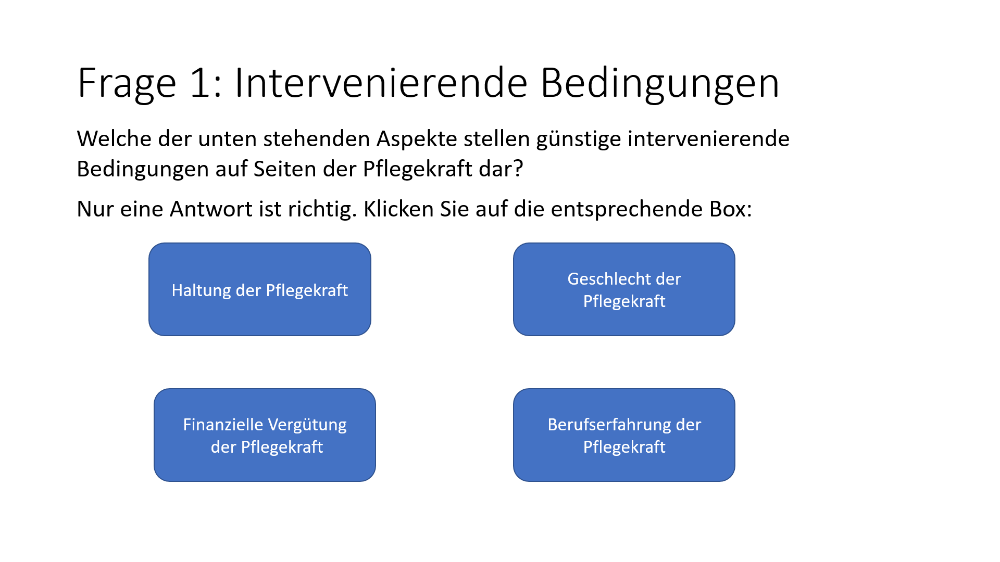 Frage 1: Intervenierende Bedingungen
Welche der unten stehenden Aspekte stellen günstige intervenierende
Bedingungen auf Seiten der Pflegekraft dar?
Nur eine Antwort ist richtig. Klicken Sie auf die entsprechende Box:
Haltung der Pflegekraft
Geschlecht der
Pflegekraft
Finanzielle Vergütung
der Pflegekraft
Berufserfahrung der
Pflegekraft